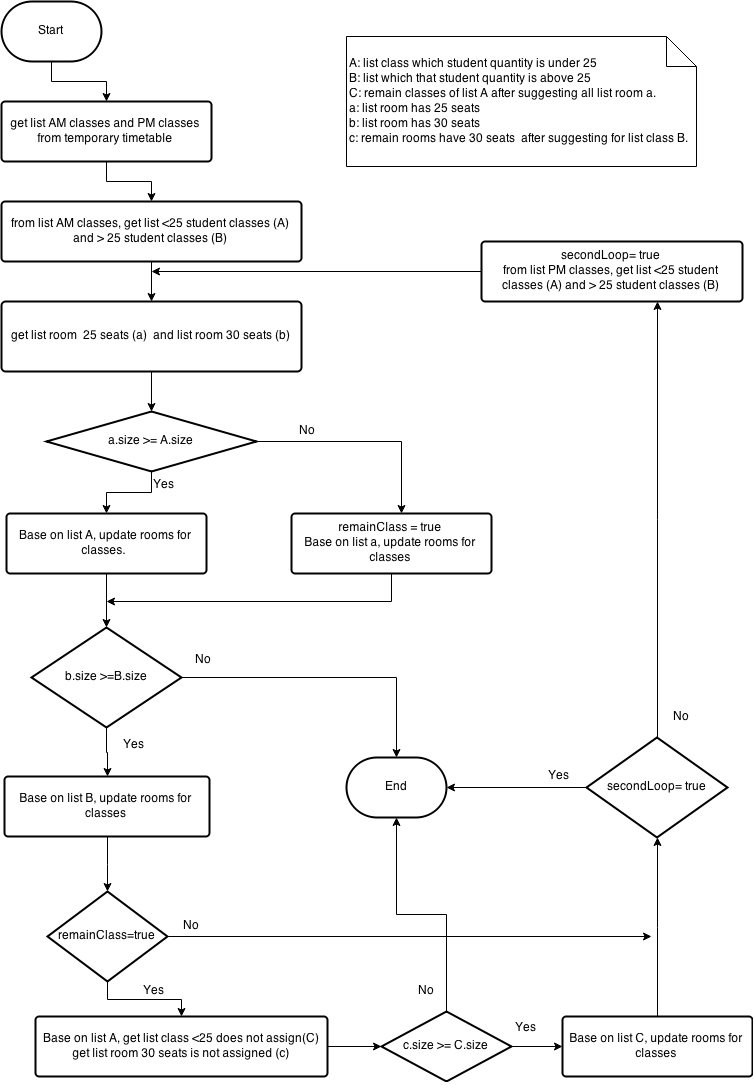 Start
A: list class which student quantity is under 25
B: list which that student quantity is above 25
C: remain classes of list A after suggesting all list room a.
a: list room has 25 seats
b: list room has 30 seats
c: remain rooms have 30 seats after suggesting for list class B.
get list AM classes and PM classes
from temporary timetable
from list AM classes, get list <25 student classes (A)
and > 25 student classes (B)
secondLoop= true
from list PM classes, get list <25 student
classes (A) and > 25 student classes (B)
get list room 25 seats (a) and list room 30 seats (b)
a.size >= A.size
No
Yes
Base on list A, update rooms for
classes.
remainClass = true
Base on list a, update rooms for
classes
b.size >=B.size
No
Yes
No
End
Yes
secondLoop= true
Base on list B, update rooms for
classes
remainClass=true
No
Yes
No
Base on list A, get list class <25 does not assign(C)
get list room 30 seats is not assigned (c)
c.size >= C.size
Yes
Base on list C, update rooms for
classes